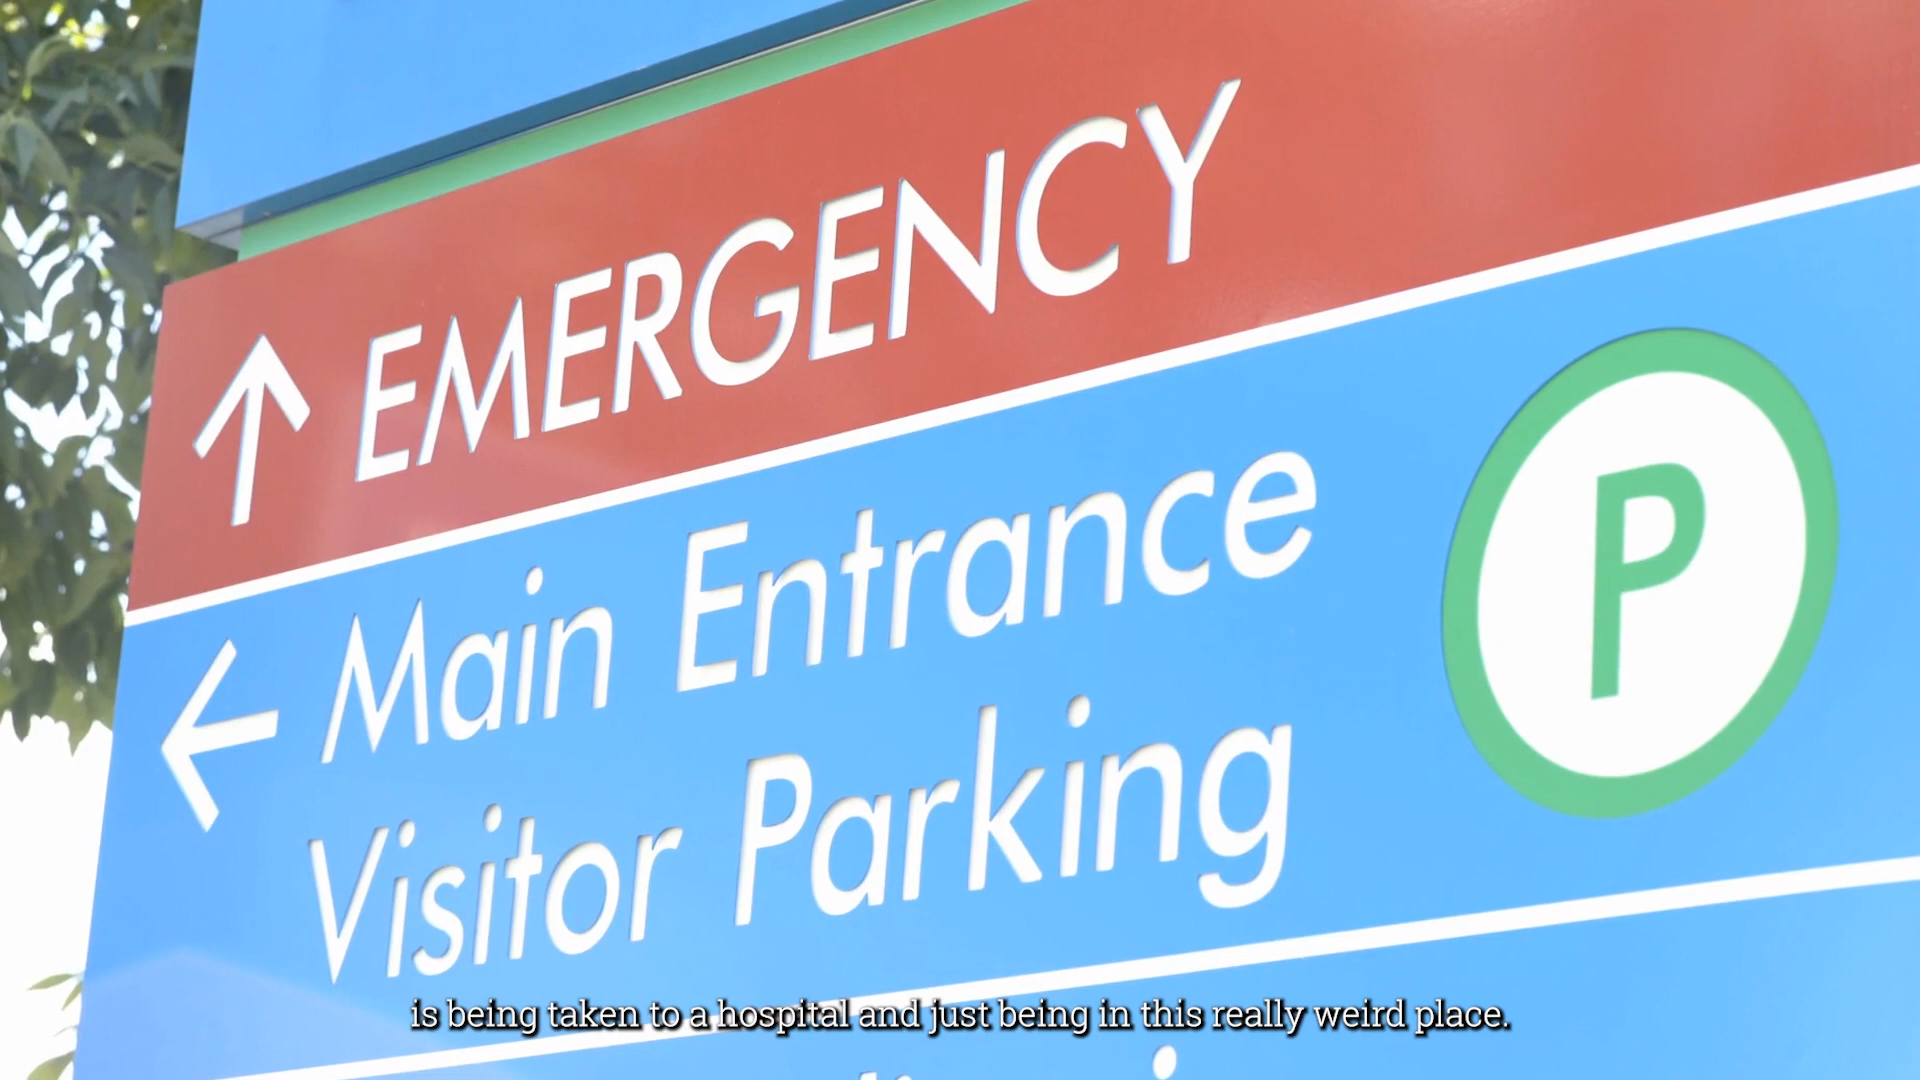 EMERGENCY
Main Entrance
Visitor Parking
P
is being taken to a hospital and just being in this really weird place.